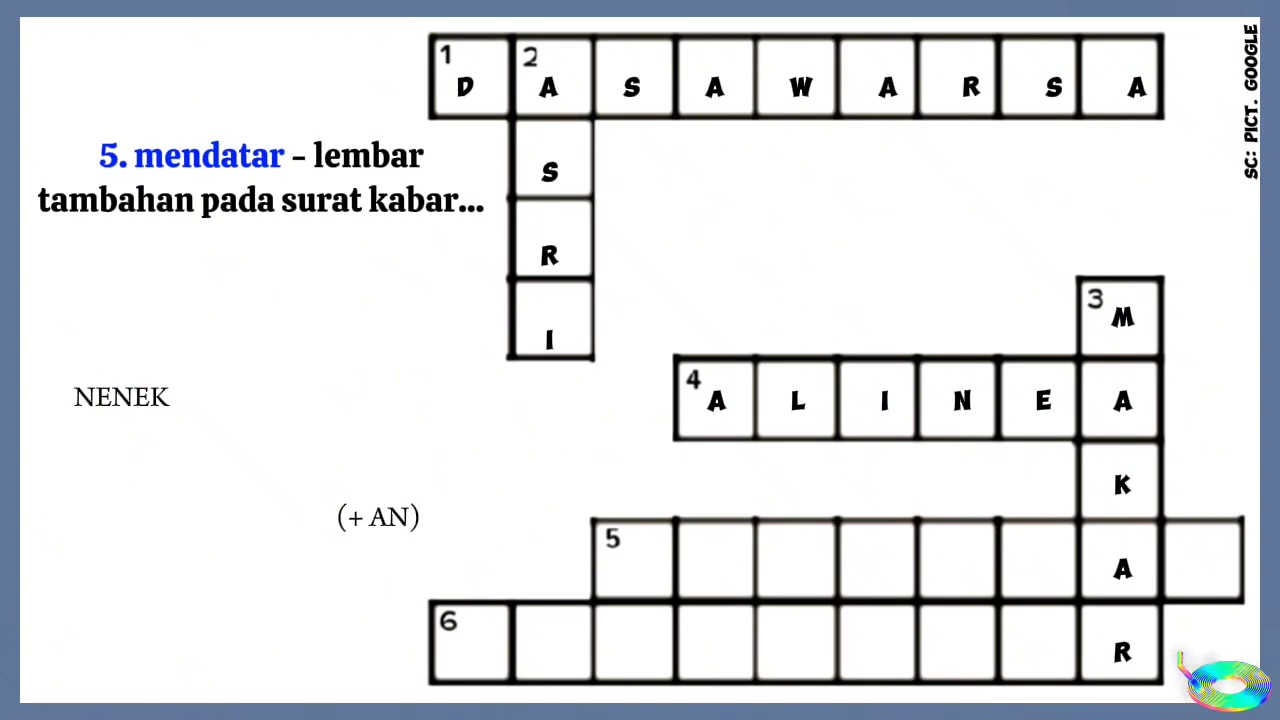 1 2
D A S A W A R S A
SC: PICT. GOOGLE
5. mendatar - lembar
tambahan pada surat kabar...
S
R
I
3
M
NENEK
4
A L I N E A
K
(+ AN)
5
A
6
R